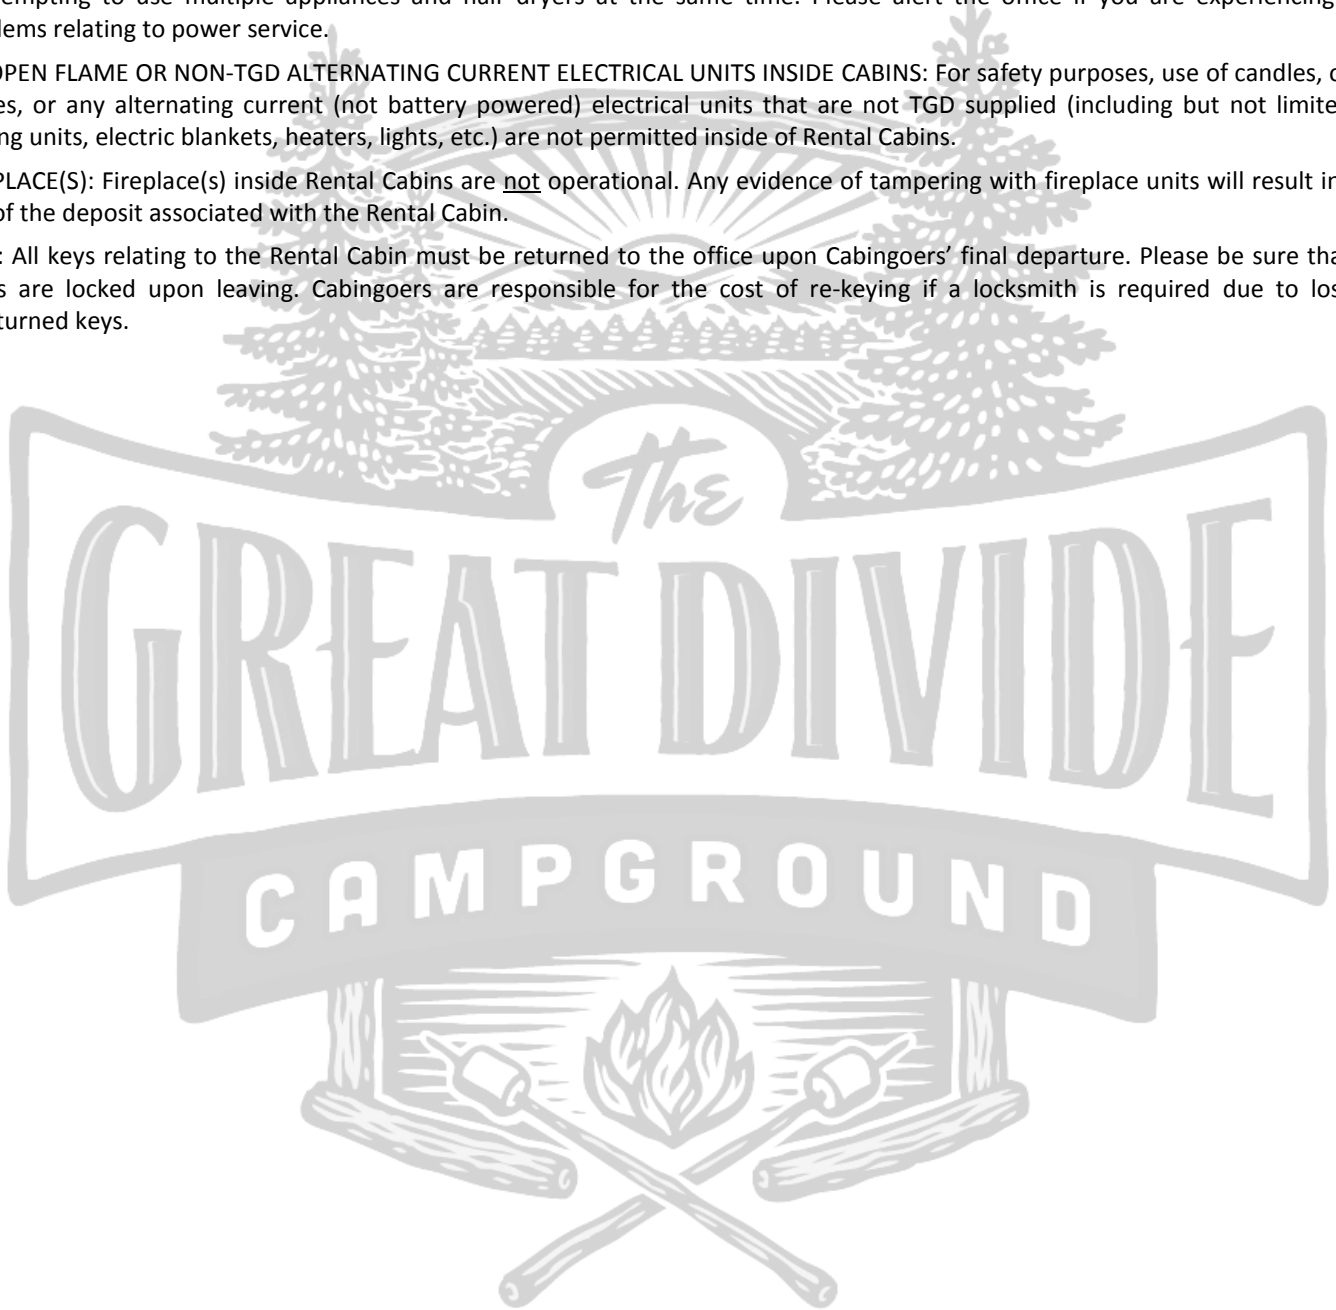 empting to use multiple appliances and hair dryers at the same time. Please alert the office if you are experiencing
lems relating to power service.
OPEN FLAME OR NON-TGD ALTERNATING CURRENT ELECTRICAL UNITS INSIDE CABINS: For safety purposes, use of candles, o
es, or any alternating current (not battery powered) electrical units that are not TGD supplied (including but not limite
ng units, electric blankets, heaters, lights, etc.) are not permitted inside of Rental Cabins.
PLACE(S): Fireplace(s) inside Rental Cabins are not operational. Any evidence of tampering with fireplace units will result in
of the deposit associated with the Rental Cabin.
: All keys relating to the Rental Cabin must be returned to the office upon Cabingoers' final departure. Please be sure tha
s are locked upon leaving. Cabingoers are responsible for the cost of re-keying if a locksmith is required due to los
turned keys.
The
GREAT DIVIDE
CAMPGROUND